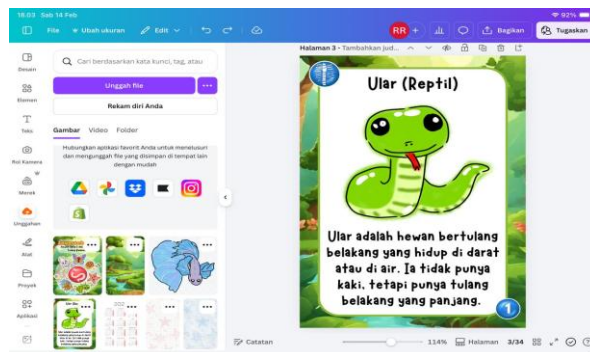 18.03 Sab 14 Feb
92%
File
Ubah ukuran
Edit
RR
Bagikan
Tugaskan
Desain
Elemen
Teks
Rol Kamera
Merek
Unggahan
Alat
Proyek
Aplikasi
Cari berdasarkan kata kunci, tag, atau
Unggah file
Rekam diri Anda
Gambar Video Folder
Hubungkan aplikasi favorit Anda untuk menelusuri
dan mengunggah file yang disimpan di tempat lain
dengan mudah
Halaman 3 - Tambahkan jud...
Ular (Reptil)
Ular adalah hewan bertulang
belakang yang hidup di darat
atau di air. Ia tidak punya
kaki, tetapi punya tulang
belakang yang panjang.
1
Catatan
114%
Halaman 3/34